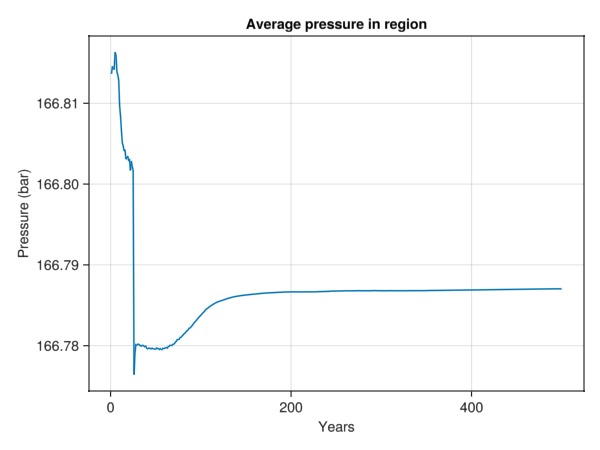 Average pressure in region
Pressure (bar)
166.81
166.80
166.79
166.78
0 200 400
Years